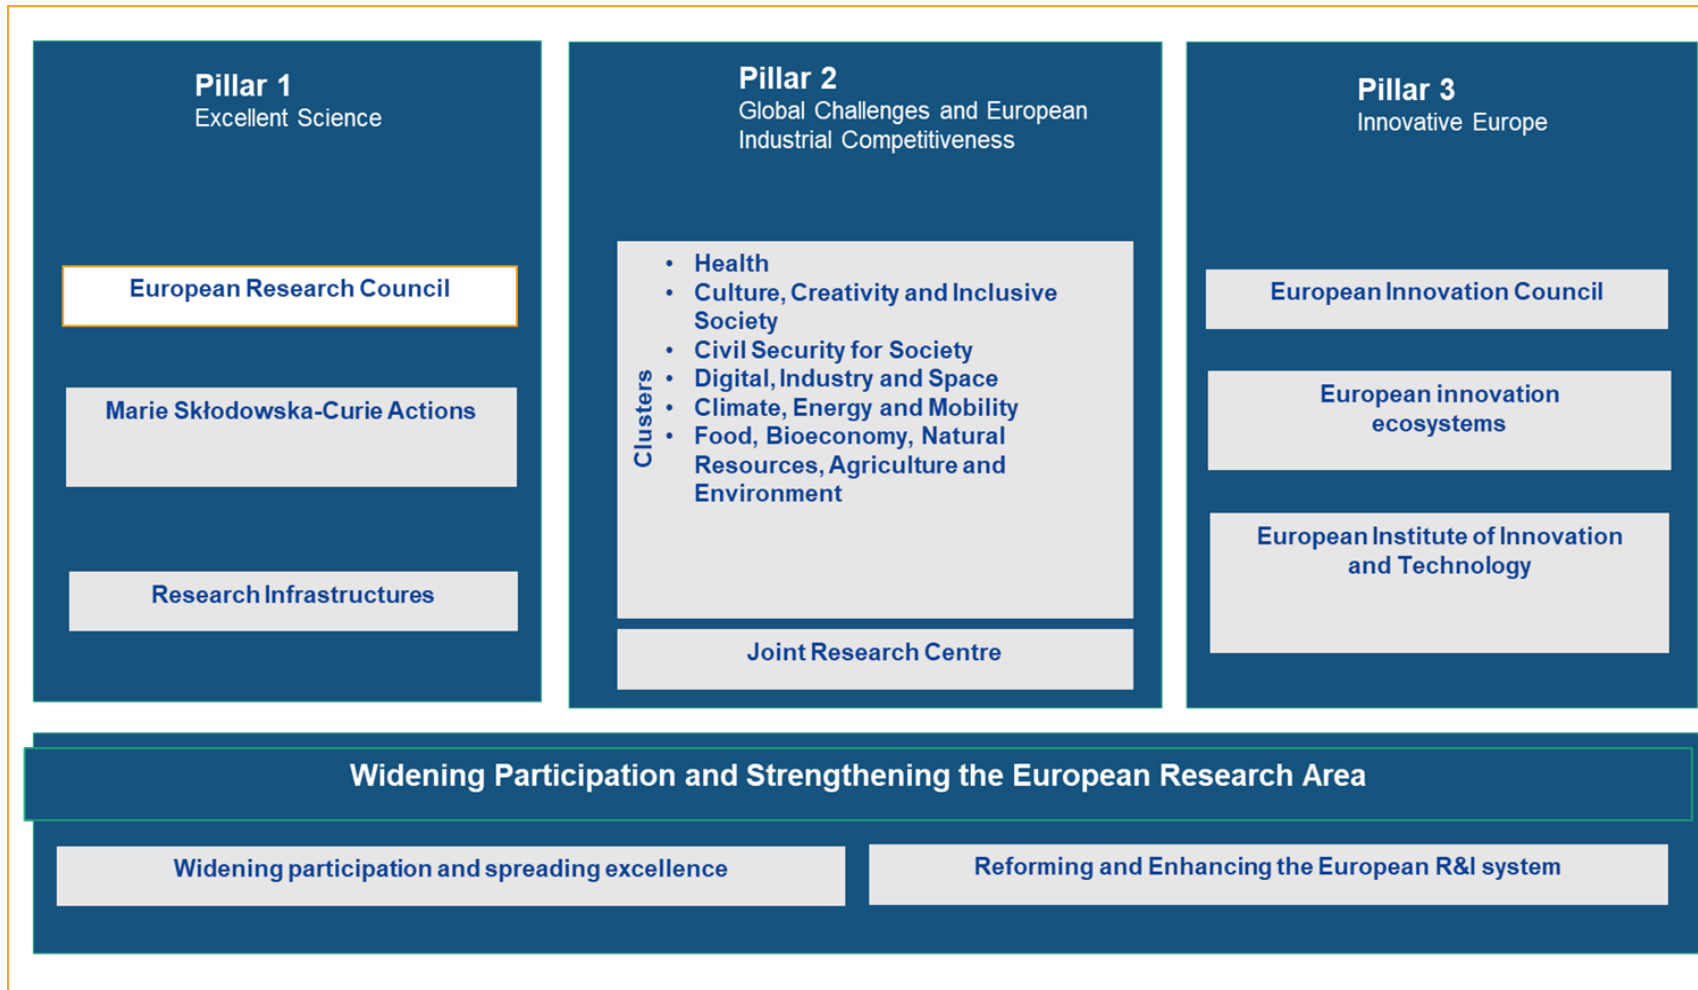 Pillar 1
Excellent Science
European Research Council
Marie Skłodowska-Curie Actions
Research Infrastructures
Pillar 2
Global Challenges and European
Industrial Competitiveness
Clusters
• Health
• Culture, Creativity and Inclusive
Society
• Civil Security for Society
• Digital, Industry and Space
• Climate, Energy and Mobility
• Food, Bioeconomy, Natural
Resources, Agriculture and
Environment
Joint Research Centre
Pillar 3
Innovative Europe
European Innovation Council
European innovation
ecosystems
European Institute of Innovation
and Technology
Widening Participation and Strengthening the European Research Area
Widening participation and spreading excellence
Reforming and Enhancing the European R&I system